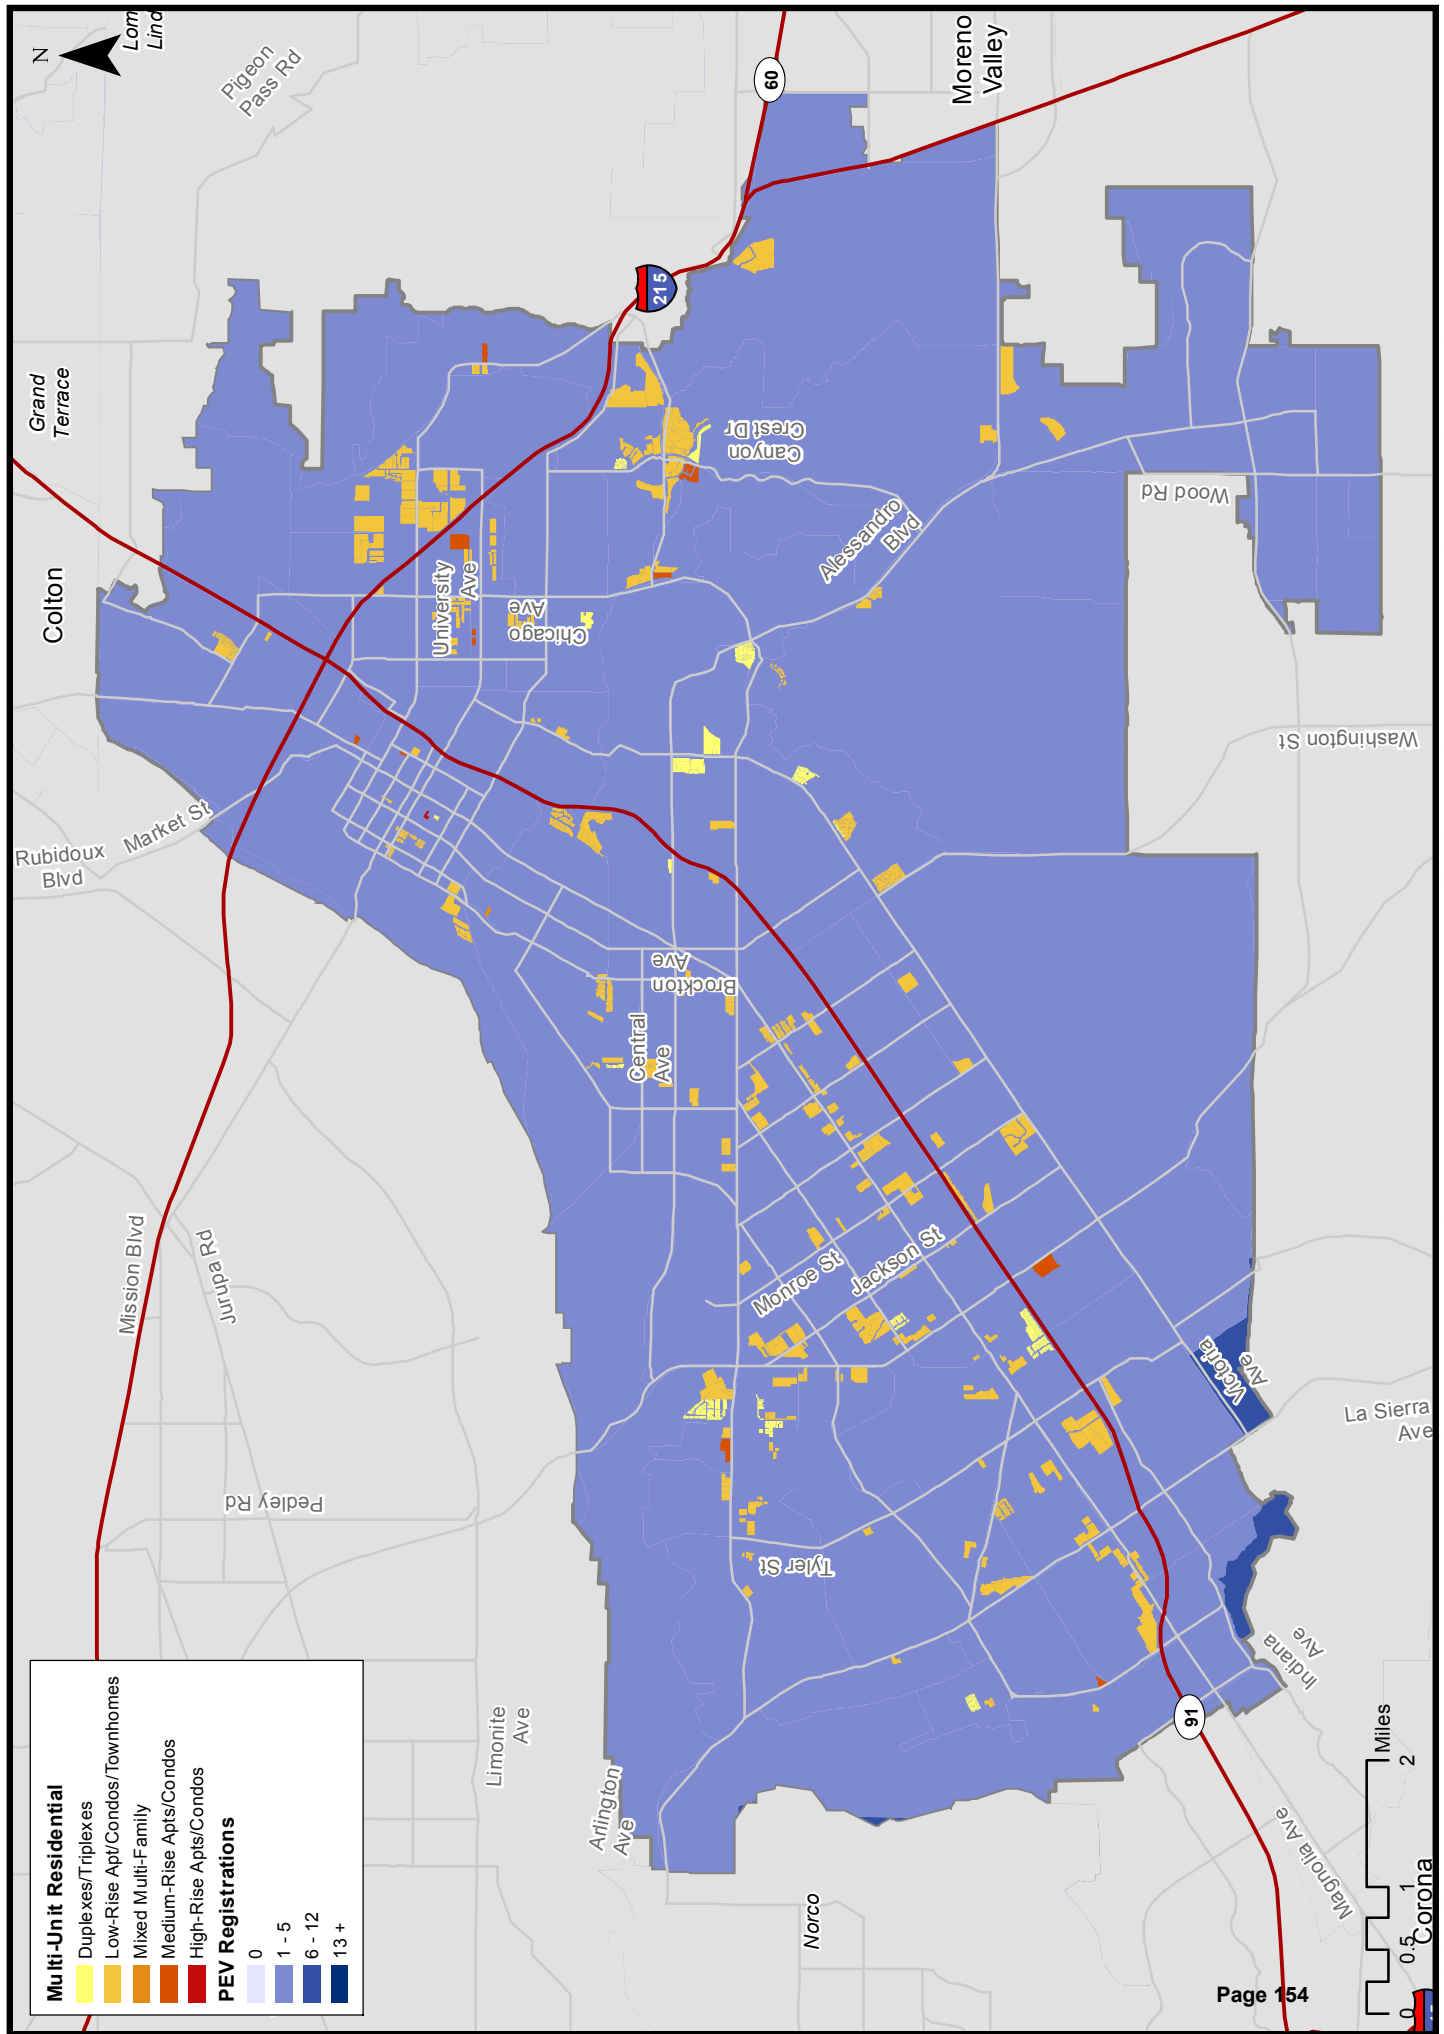 N
Lom
Lind
Pigeon
Pass Rd
60
Moreno
Valley
Grand
Terrace
215
Canyon
Crest Dr
Colton
University
Ave
Chicago
Ave
Alessandro
Blvd
Wood Rd
Washington St
Market St
Rubidoux
Blvd
Brockton
Ave
Central
Ave
Mission Blvd
Jurupa Rd
Monroe St
Jackson St
Victoria
Ave
La Sierra
Ave
Pedley Rd
Tyler St
Indiana
Ave
Limonite
Ave
Arlington
Ave
91
Norco
Magnolia Ave
Corona
Multi-Unit Residential
Duplexes/Triplexes
Low-Rise Apt/Condos/Townhomes
Mixed Multi-Family
Medium-Rise Apts/Condos
High-Rise Apts/Condos
PEV Registrations
0
1 - 5
6 - 12
13 +
0 0.5 1 2
Miles
Page 154